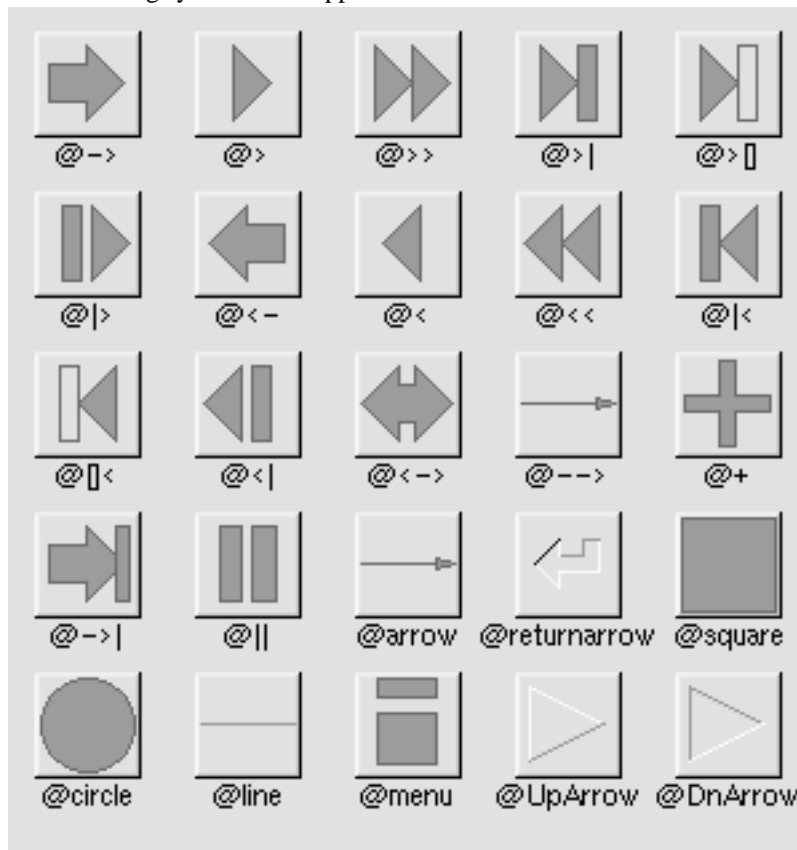 @-> @> @>> @>| @>[]
@|> @<- @< @<< @|<
@[]< @<| @<-> @--> @+
@->| @|| @arrow @returnarrow @square
@circle @line @menu @UpArrow @DnArrow